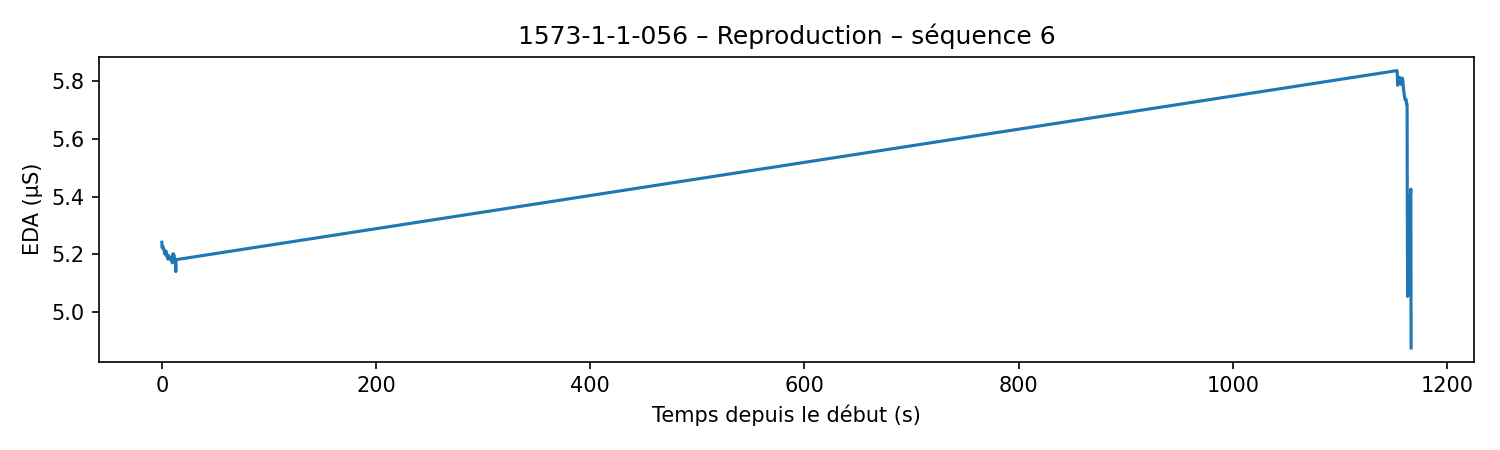 1573-1-1-056 – Reproduction – séquence 6
EDA (µS)
5.8
5.6
5.4
5.2
5.0
0 200 400 600 800 1000 1200
Temps depuis le début (s)